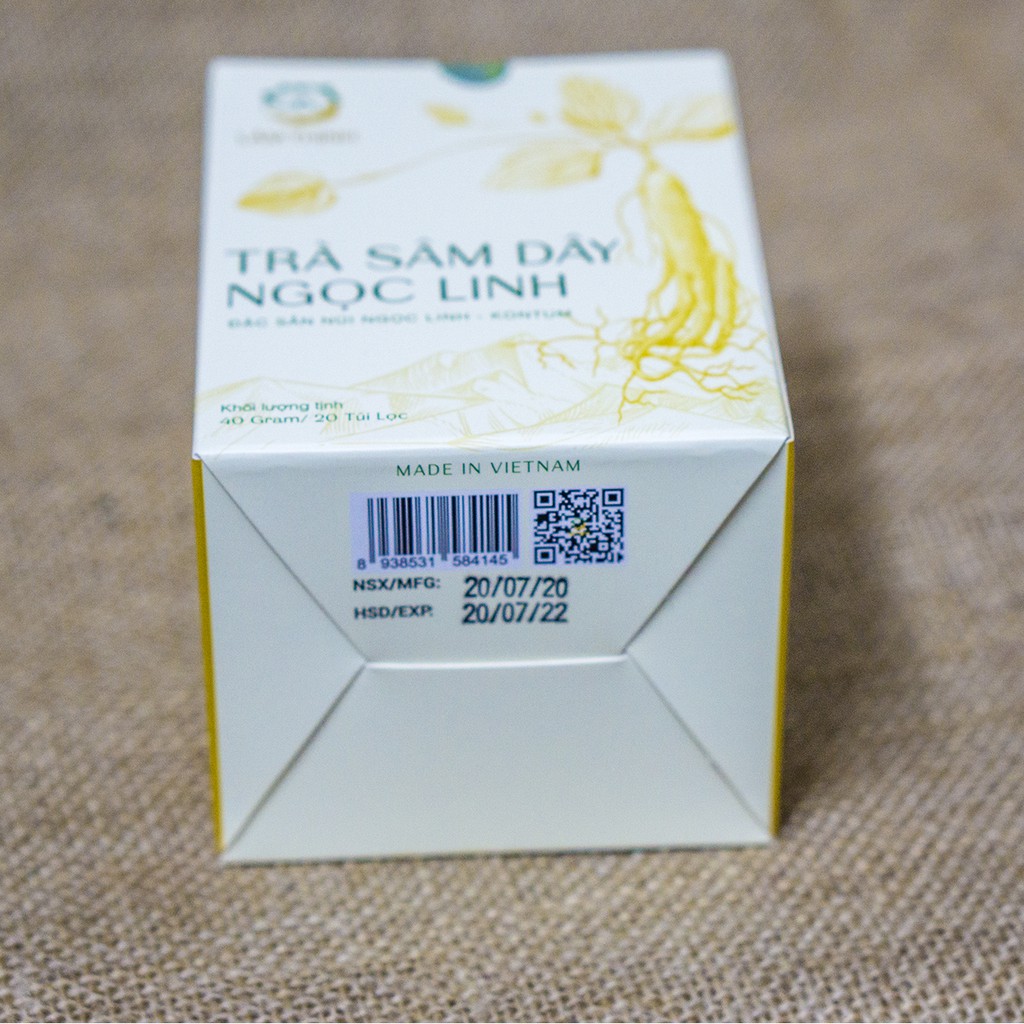 TRÀ SÂM DÂY
NGỌC LINH
ĐẶC SẢN NÚI NGỌC LINH - KONTUM
Khối lượng tịnh
40 Gram/ 20 Túi Lọc
MADE IN VIETNAM
8 938531 584145
NSX/MFG: 20/07/20
HSD/EXP. 20/07/22